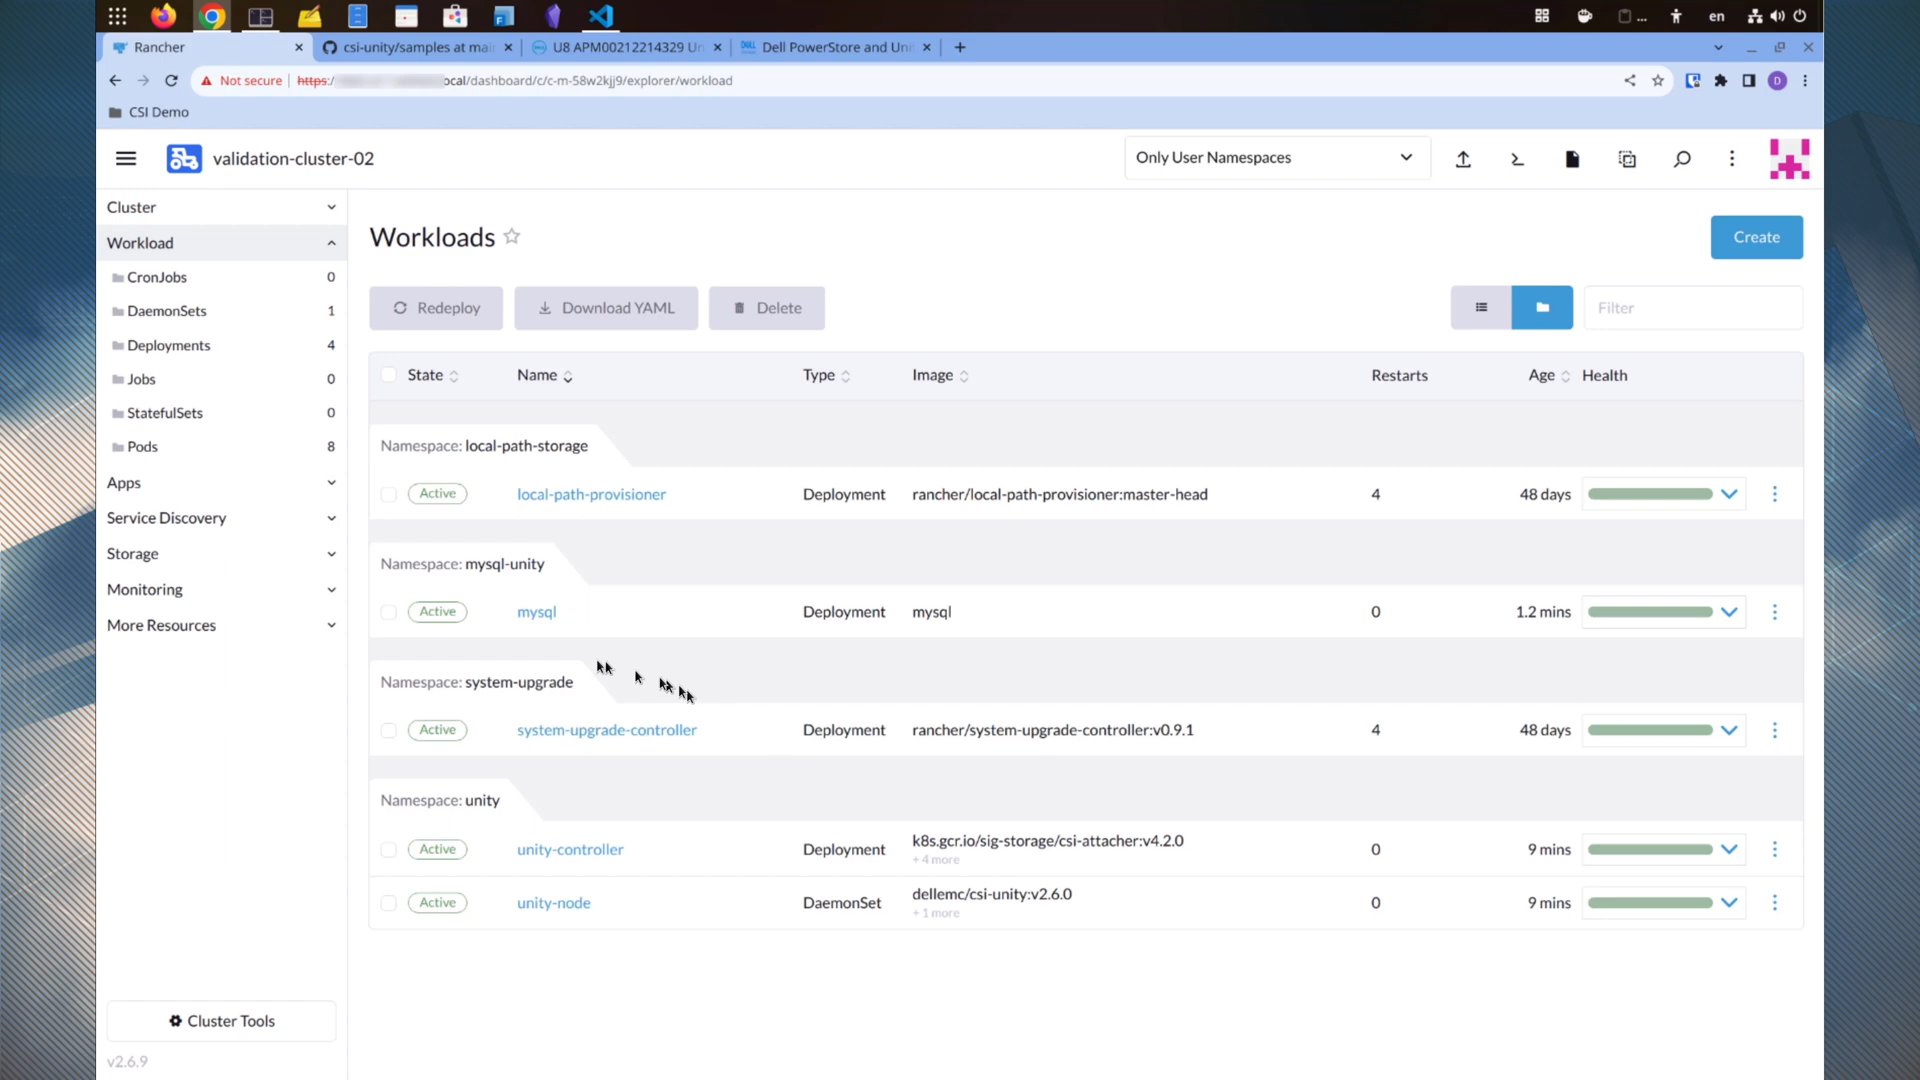 en
Rancher
csi-unity/samples at mai
U8 APM00212214329 Un
Dell PowerStore and Uni
Not secure
https:/
ocal/dashboard/c/c-m-58w2kjj9/explorer/workload
D
CSI Demo
validation-cluster-02
Only User Namespaces
Cluster
Workload
CronJobs 0
DaemonSets 1
Deployments 4
Jobs 0
StatefulSets 0
Pods 8
Apps
Service Discovery
Storage
Monitoring
More Resources
Cluster Tools
v2.6.9
Workloads
Create
Redeploy
Download YAML
Delete
Filter
State Name Type Image Restarts Age Health
Namespace: local-path-storage
Active local-path-provisioner Deployment rancher/local-path-provisioner:master-head 4 48 days
Namespace: mysql-unity
Active mysql Deployment mysql 0 1.2 mins
Namespace: system-upgrade
Active system-upgrade-controller Deployment rancher/system-upgrade-controller:v0.9.1 4 48 days
Namespace: unity
Active unity-controller Deployment k8s.gcr.io/sig-storage/csi-attacher:v4.2.0 0 9 mins
+ 4 more
Active unity-node DaemonSet dellemc/csi-unity:v2.6.0 0 9 mins
+ 1 more